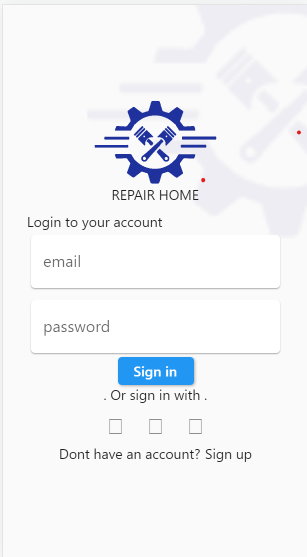 REPAIR HOME
Login to your account
email
password
Sign in
. Or sign in with .
Dont have an account? Sign up